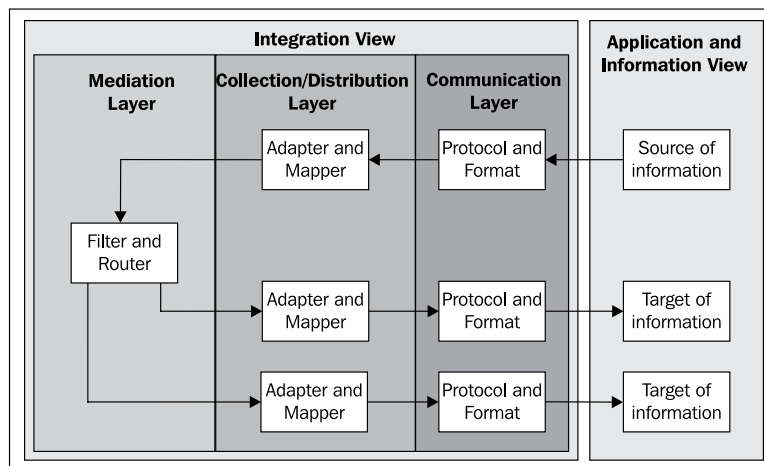 Integration View
Application and
Information View
Mediation
Layer
Collection/Distribution
Layer
Communication
Layer
Adapter and
Mapper
Protocol and
Format
Source of
information
Filter and
Router
Adapter and
Mapper
Protocol and
Format
Target of
information
Adapter and
Mapper
Protocol and
Format
Target of
information